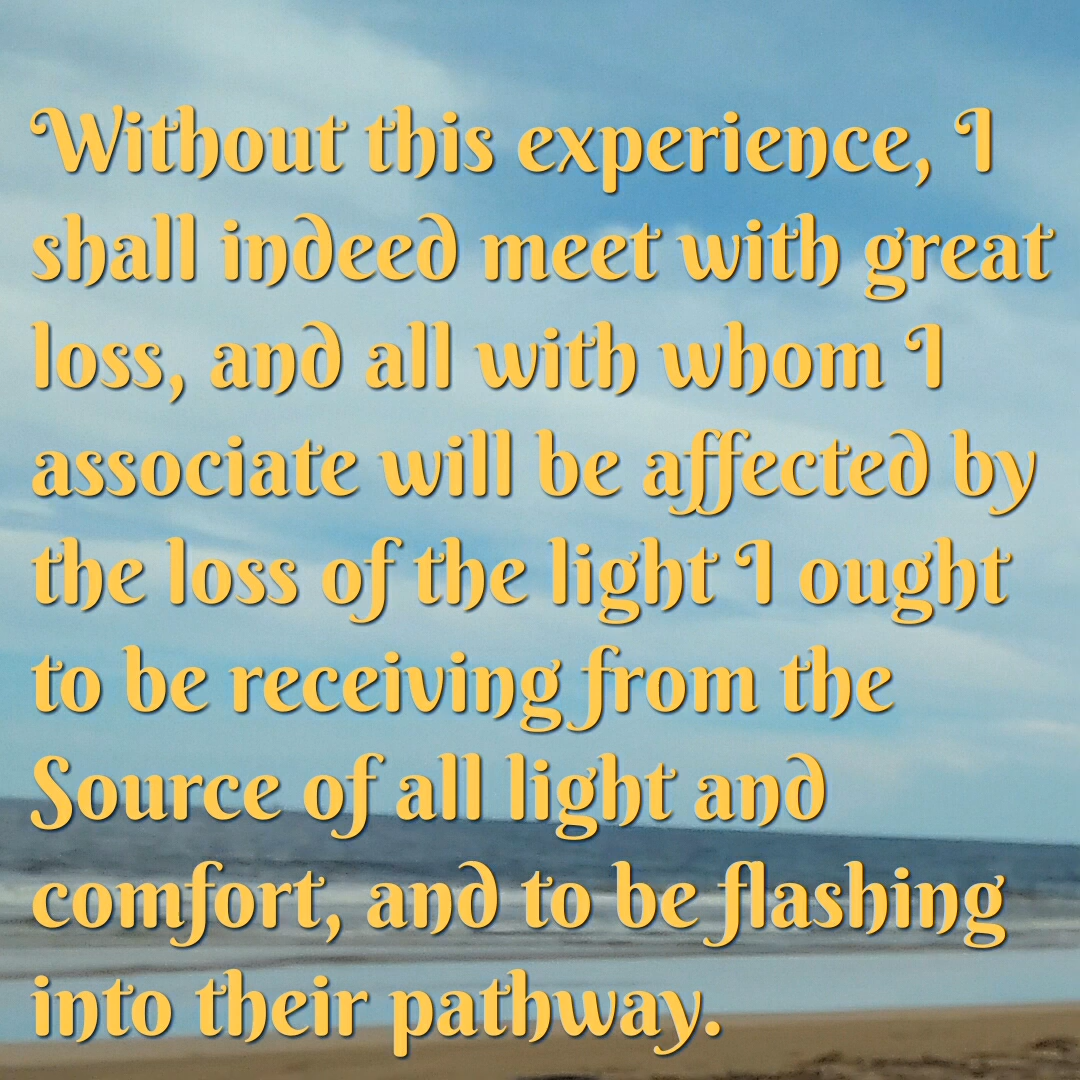 Without this experience, I
shall indeed meet with great
loss, and all with whom I
associate will be affected by
the loss of the light I ought
to be receiving from the
Source of all light and
comfort, and to be flashing
into their pathway.